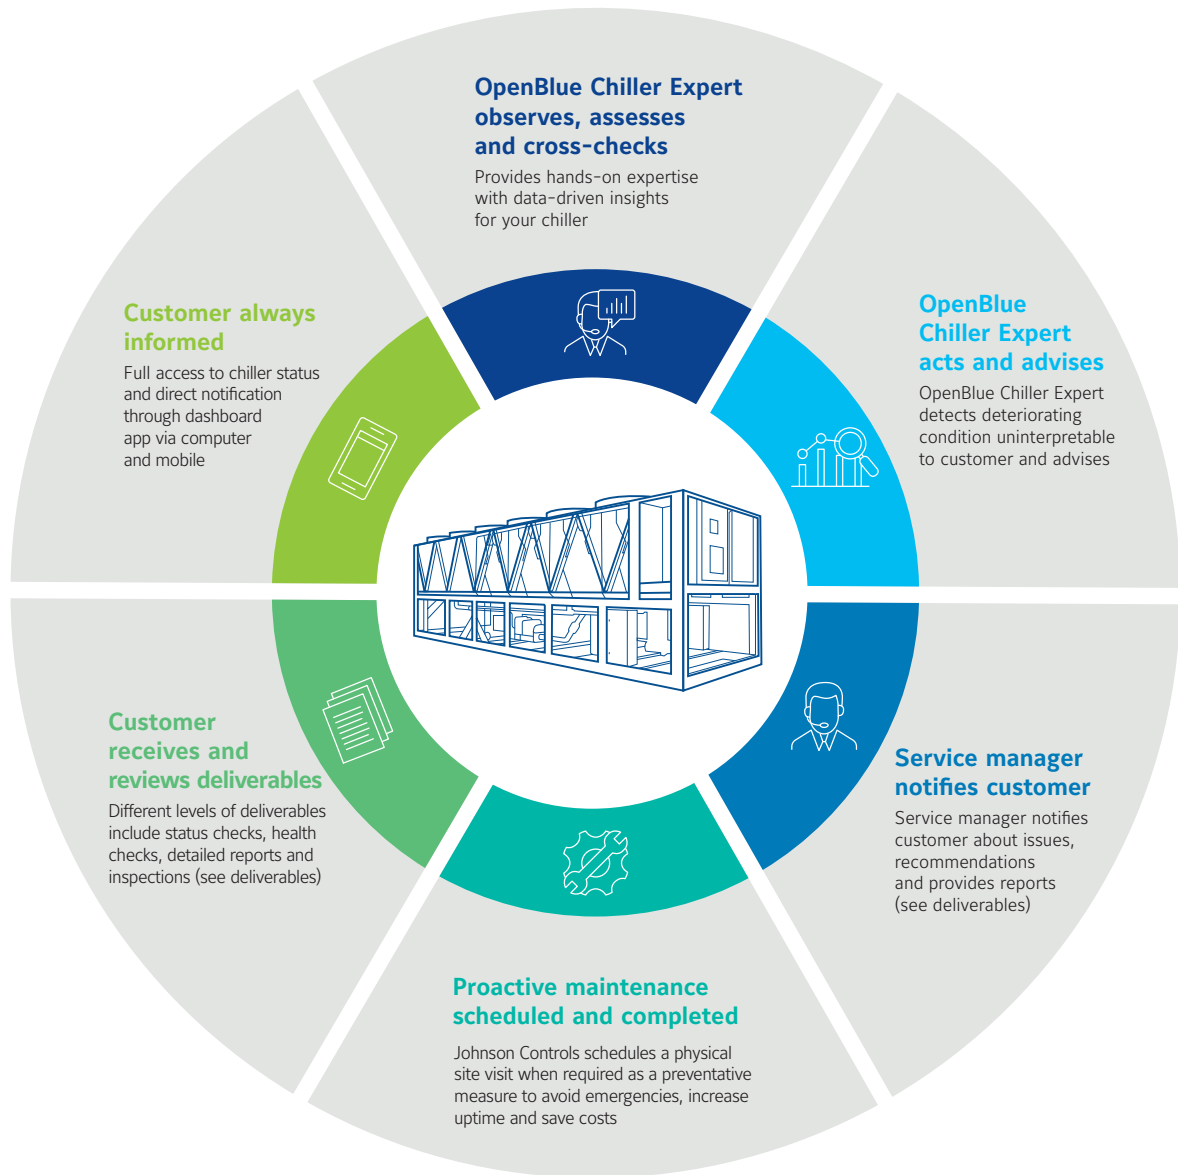 OpenBlue Chiller Expert
observes, assesses
and cross-checks
Provides hands-on expertise
with data-driven insights
for your chiller
OpenBlue
Chiller Expert
acts and advises
OpenBlue Chiller Expert
detects deteriorating
condition uninterpretable
to customer and advises
Service manager
notifies customer
Service manager notifies
customer about issues,
recommendations
and provides reports
(see deliverables)
Proactive maintenance
scheduled and completed
Johnson Controls schedules a physical
site visit when required as a preventative
measure to avoid emergencies, increase
uptime and save costs
Customer
receives and
reviews deliverables
Different levels of deliverables
include status checks, health
checks, detailed reports and
inspections (see deliverables)
Customer always
informed
Full access to chiller status
and direct notification
through dashboard
app via computer
and mobile